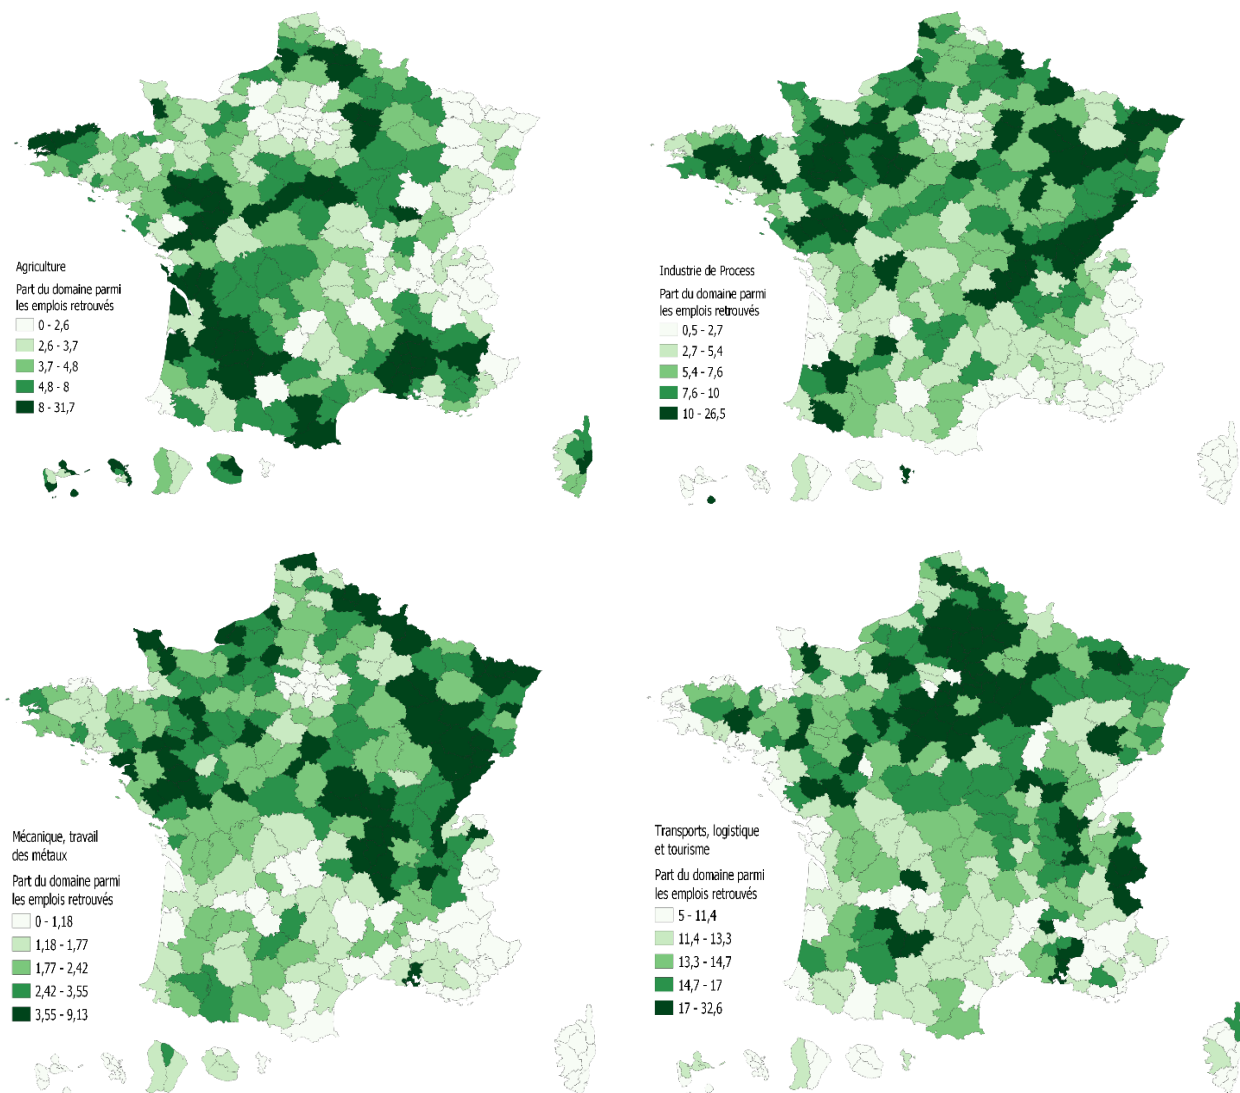 Agriculture
Part du domaine parmi
les emplois retrouvés
0 - 2,6
2,6 - 3,7
3,7 - 4,8
4,8 - 8
8 - 31,7
Industrie de Process
Part du domaine parmi
les emplois retrouvés
0,5 - 2,7
2,7 - 5,4
5,4 - 7,6
7,6 - 10
10 - 26,5
Mécanique, travail
des métaux
Part du domaine parmi
les emplois retrouvés
0 - 1,18
1,18 - 1,77
1,77 - 2,42
2,42 - 3,55
3,55 - 9,13
Transports, logistique
et tourisme
Part du domaine parmi
les emplois retrouvés
5 - 11,4
11,4 - 13,3
13,3 - 14,7
14,7 - 17
17 - 32,6